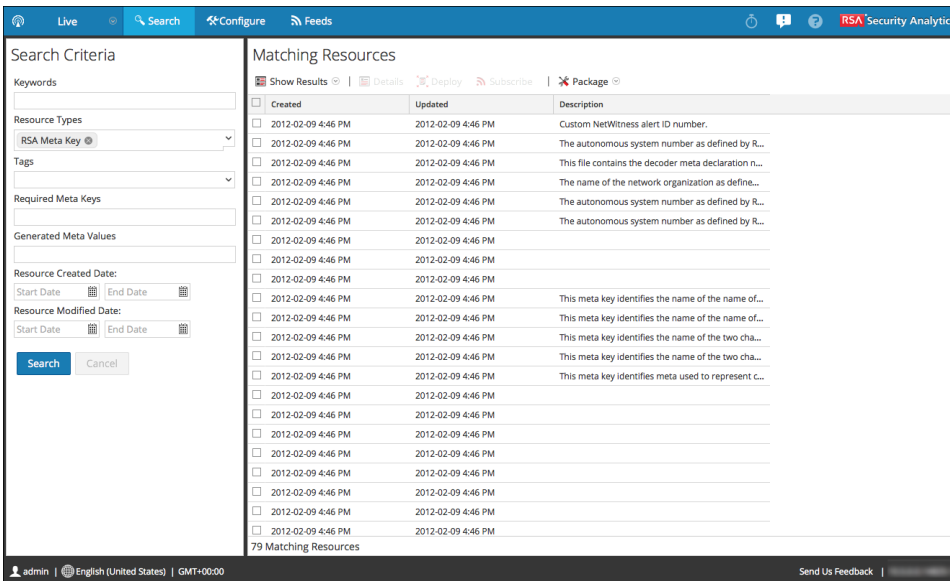 Live Search Configure Feeds RSA Security Analytic
Search Criteria
Keywords
Resource Types
RSA Meta Key
Tags
Required Meta Keys
Generated Meta Values
Resource Created Date:
Start Date End Date
Resource Modified Date:
Start Date End Date
Search Cancel
Matching Resources
Show Results | Details Deploy Subscribe | Package
Created Updated Description
2012-02-09 4:46 PM 2012-02-09 4:46 PM Custom NetWitness alert ID number.
2012-02-09 4:46 PM 2012-02-09 4:46 PM The autonomous system number as defined by R...
2012-02-09 4:46 PM 2012-02-09 4:46 PM This file contains the decoder meta declaration n...
2012-02-09 4:46 PM 2012-02-09 4:46 PM The name of the network organization as define...
2012-02-09 4:46 PM 2012-02-09 4:46 PM The autonomous system number as defined by R...
2012-02-09 4:46 PM 2012-02-09 4:46 PM The autonomous system number as defined by R...
2012-02-09 4:46 PM 2012-02-09 4:46 PM
2012-02-09 4:46 PM 2012-02-09 4:46 PM
2012-02-09 4:46 PM 2012-02-09 4:46 PM
2012-02-09 4:46 PM 2012-02-09 4:46 PM This meta key identifies the name of the name of...
2012-02-09 4:46 PM 2012-02-09 4:46 PM This meta key identifies the name of the name of...
2012-02-09 4:46 PM 2012-02-09 4:46 PM This meta key identifies the name of the two cha...
2012-02-09 4:46 PM 2012-02-09 4:46 PM This meta key identifies the name of the two cha...
2012-02-09 4:46 PM 2012-02-09 4:46 PM This meta key identifies meta used to represent c...
2012-02-09 4:46 PM 2012-02-09 4:46 PM
2012-02-09 4:46 PM 2012-02-09 4:46 PM
2012-02-09 4:46 PM 2012-02-09 4:46 PM
2012-02-09 4:46 PM 2012-02-09 4:46 PM
2012-02-09 4:46 PM 2012-02-09 4:46 PM
2012-02-09 4:46 PM 2012-02-09 4:46 PM
2012-02-09 4:46 PM 2012-02-09 4:46 PM
2012-02-09 4:46 PM 2012-02-09 4:46 PM
79 Matching Resources
admin | English (United States) | GMT+00:00 Send Us Feedback |